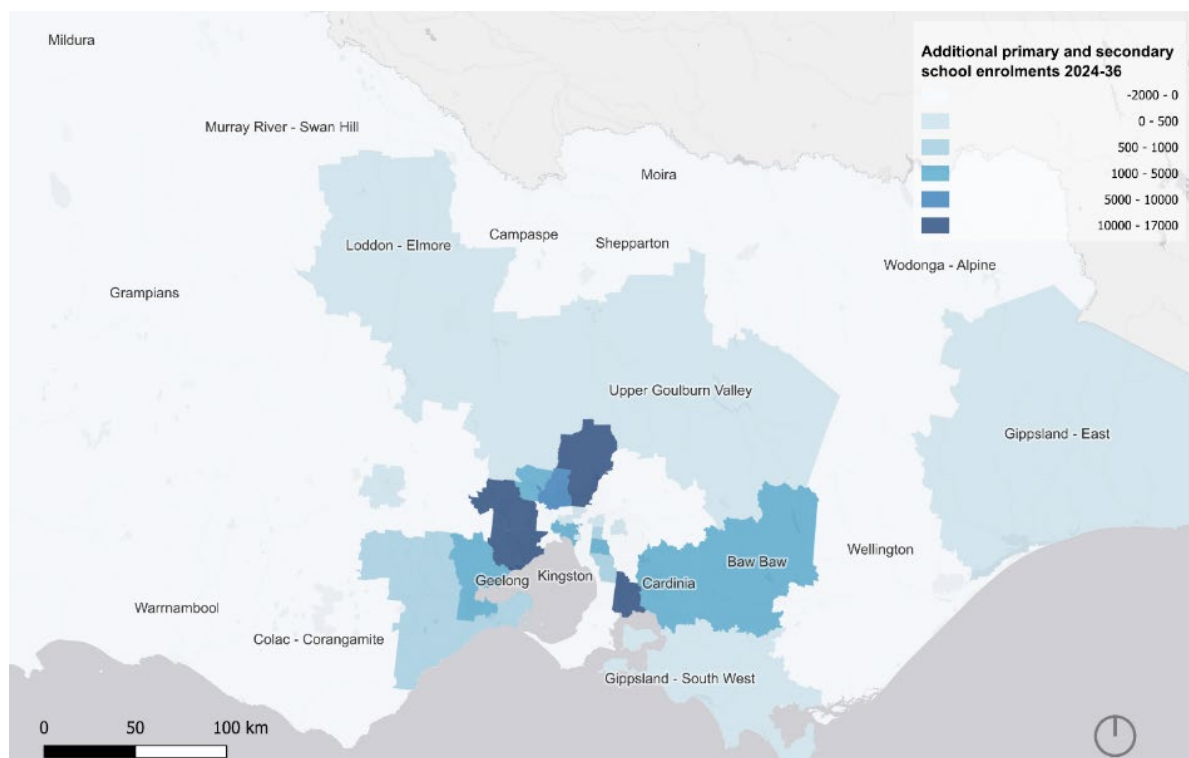 Mildura
Additional primary and secondary
school enrolments 2024-36
-2000 - 0
0 - 500
500 - 1000
1000 - 5000
5000 - 10000
10000 - 17000
Murray River - Swan Hill
Moira
Campaspe
Shepparton
Loddon - Elmore
Wodonga - Alpine
Grampians
Upper Goulburn Valley
Gippsland - East
Wellington
Baw Baw
Geelong
Kingston
Cardinia
Warrnambool
Colac - Corangamite
Gippsland - South West
0 50 100 km